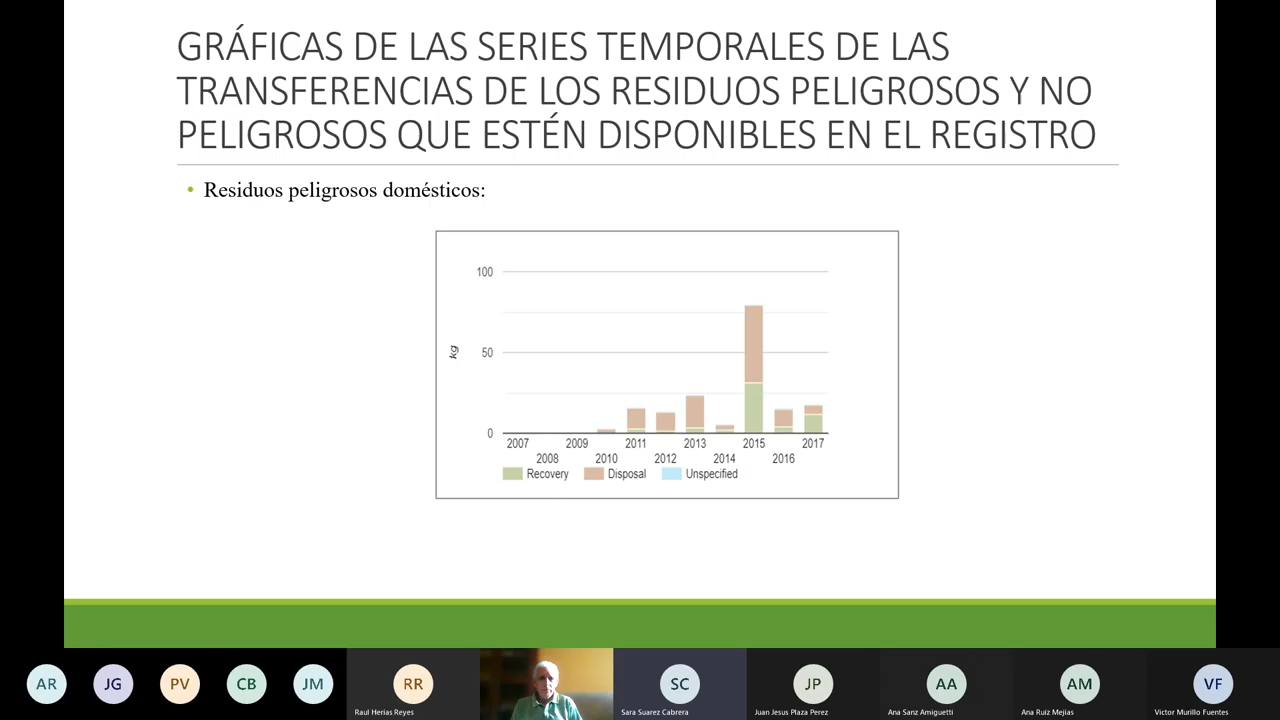 GRÁFICAS DE LAS SERIES TEMPORALES DE LAS
TRANSFERENCIAS DE LOS RESIDUOS PELIGROSOS Y NO
PELIGROSOS QUE ESTÉN DISPONIBLES EN EL REGISTRO
• Residuos peligrosos domésticos:
100
kg
50
0
2007 2009 2011 2013 2015 2017
2008 2010 2012 2014 2016
Recovery Disposal Unspecified
AR JG PV CB JM RR SC JP AA AM VF
Raul Herias Reyes Sara Suarez Cabrera Juan Jesus Plaza Perez Ana Sanz Amiguetti Ana Ruiz Mejias Victor Murillo Fuentes